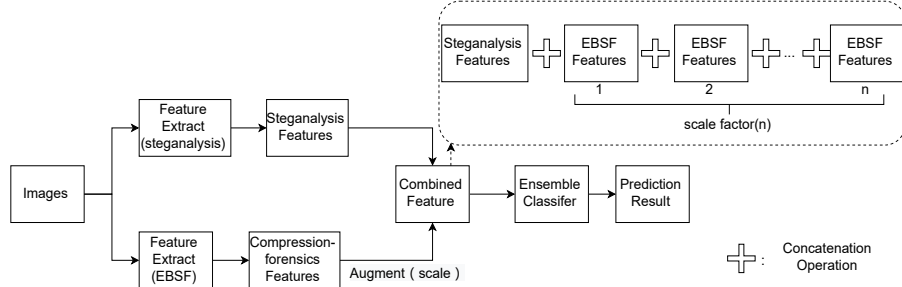 Steganalysis
Features
EBSF
Features
1
EBSF
Features
2
...
EBSF
Features
n
scale factor(n)
Images
Feature
Extract
(steganalysis)
Steganalysis
Features
Feature
Extract
(EBSF)
Compression-
forensics
Features
Augment ( scale )
Combined
Feature
Ensemble
Classifer
Prediction
Result
: Concatenation
Operation